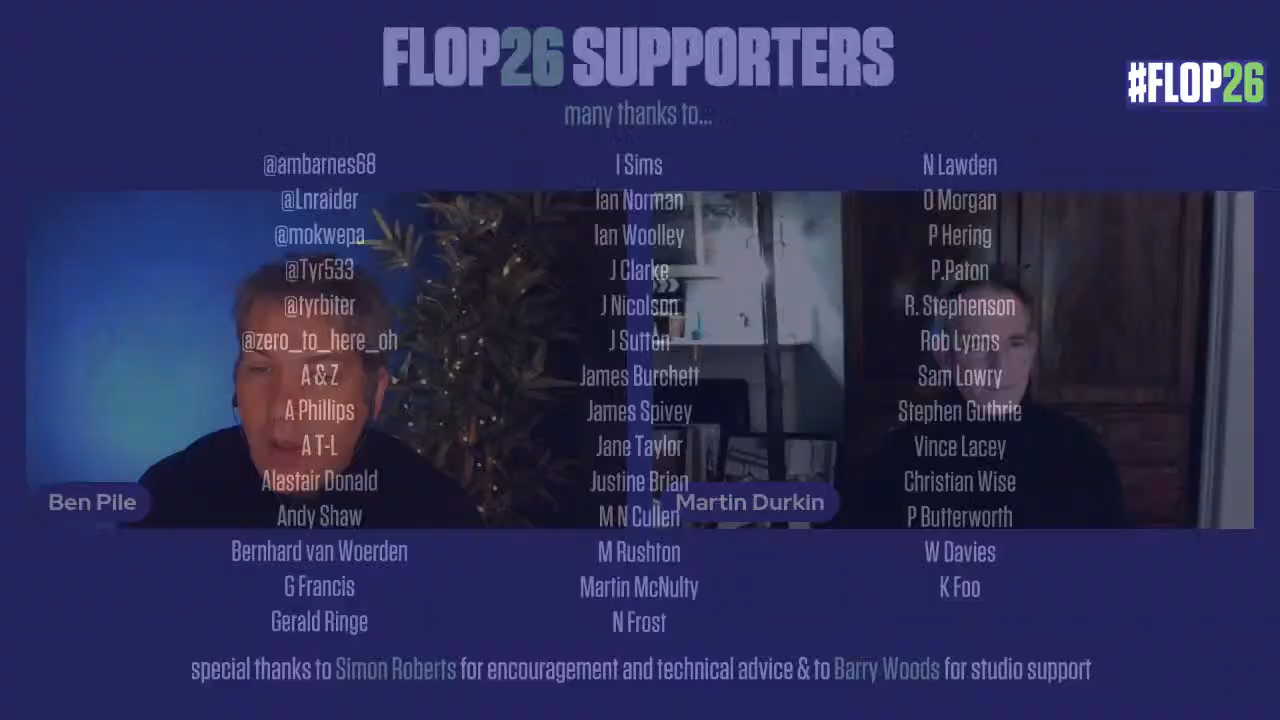 FLOP26 SUPPORTERS
#FLOP26
many thanks to...
@ambarnes68
@Lnraider
@mokwepa
@Tyr533
@tyrbiter
@zero_to_here_oh
A & Z
A Phillips
A T-L
Alastair Donald
Andy Shaw
Bernhard van Woerden
G Francis
Gerald Ringe
I Sims
Ian Norman
Ian Woolley
J Clarke
J Nicolson
J Sutton
James Burchett
James Spivey
Jane Taylor
Justine Brian
M N Cullen
M Rushton
Martin McNulty
N Frost
N Lawden
O Morgan
P Hering
P.Paton
R. Stephenson
Rob Lyons
Sam Lowry
Stephen Guthrie
Vince Lacey
Christian Wise
P Butterworth
W Davies
K Foo
Ben Pile
Martin Durkin
special thanks to Simon Roberts for encouragement and technical advice & to Barry Woods for studio support